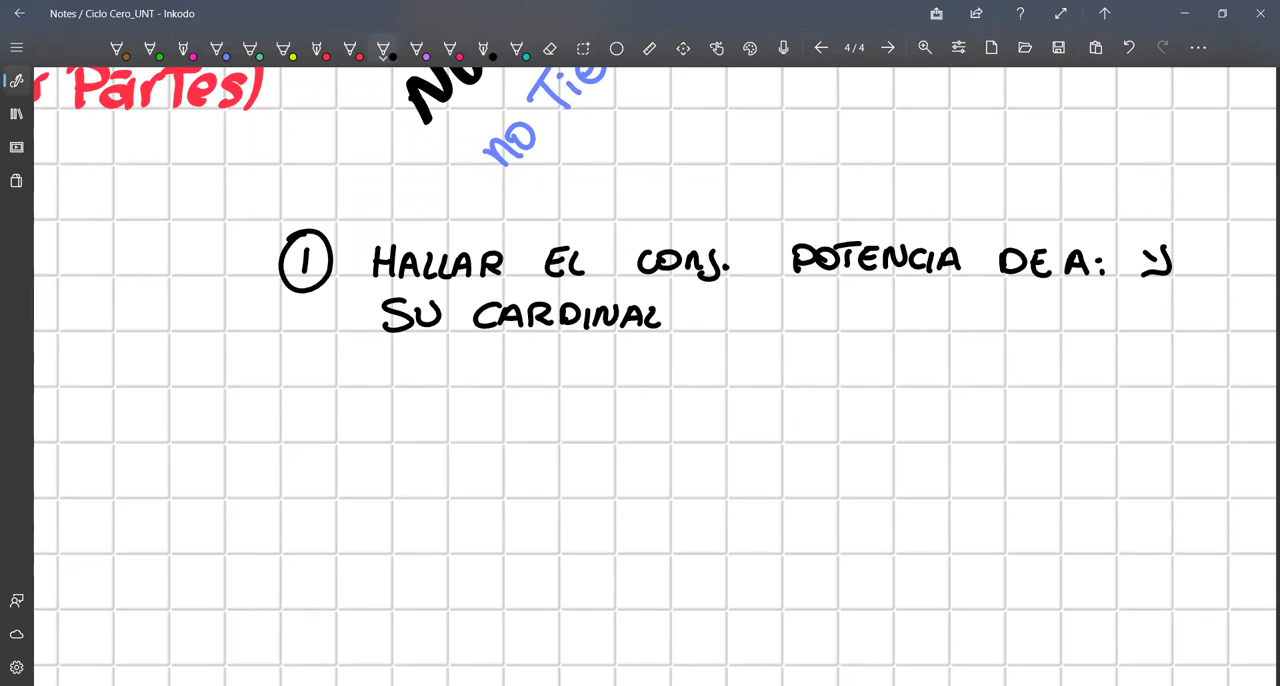 Notes / Ciclo Cero_UNT - Inkodo
4/4
Partes)
no Tie
1 HALLAR EL CONJ. POTENCIA DE A: y
SU CARDINAL